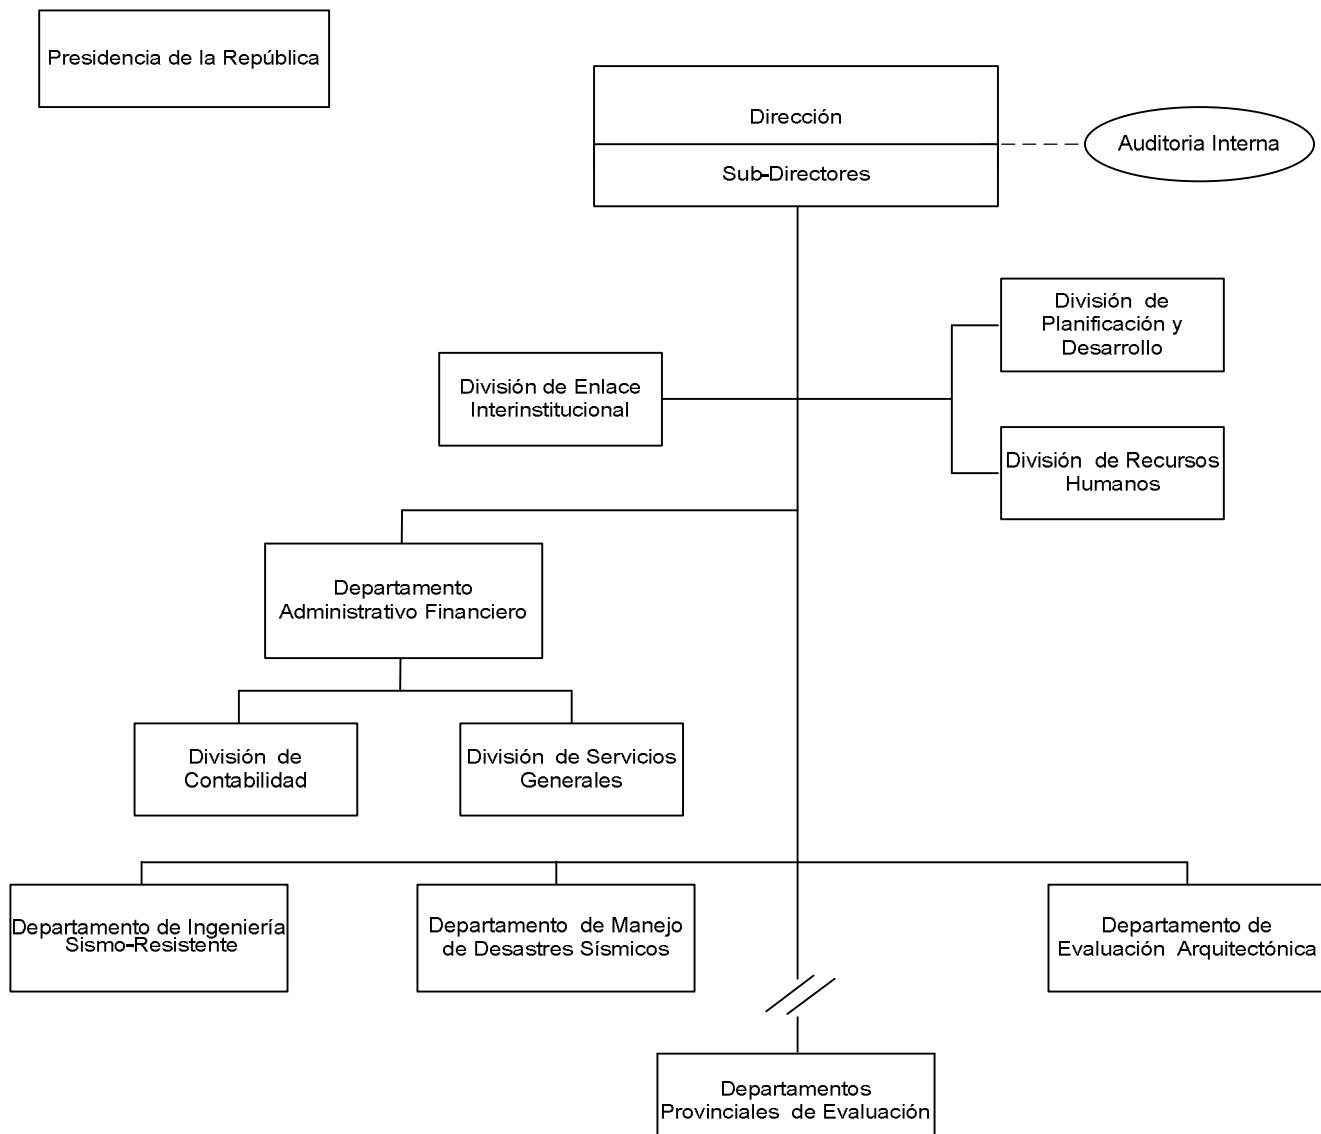 Presidencia de la República
Dirección
Sub-Directores
Auditoria Interna
División de
Planificación y
Desarrollo
División de Enlace
Interinstitucional
División de Recursos
Humanos
Departamento
Administrativo Financiero
División de
Contabilidad
División de Servicios
Generales
Departamento de Ingeniería
Sismo-Resistente
Departamento de Manejo
de Desastres Sísmicos
Departamento de
Evaluación Arquitectónica
Departamentos
Provinciales de Evaluación